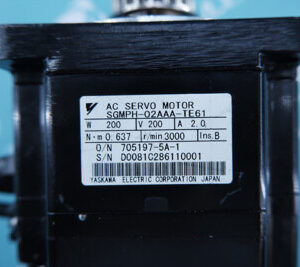 AC SERVO MOTOR
SGMPH-02AAA-TE61
W 200 V 200 A 2.0
N·m 0.637 r/min 3000 Ins.B
O/N 705197-5A-1
S/N D0081C286110001
YASKAWA ELECTRIC CORPORATION JAPAN